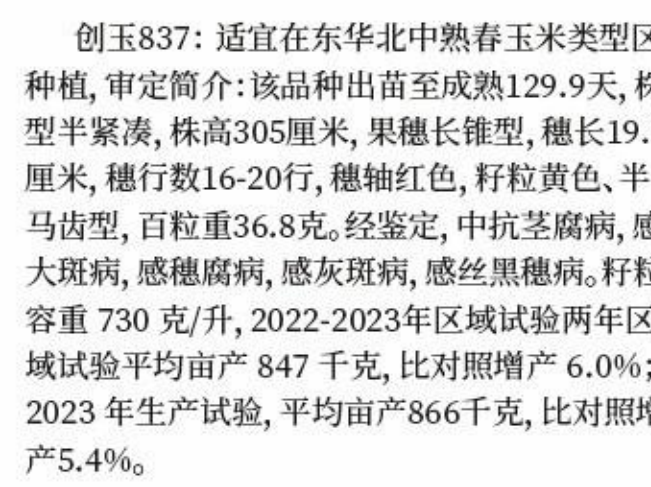 创玉837：适宜在东华北中熟春玉米类型区
种植，审定简介：该品种出苗至成熟129.9天，株
型半紧凑，株高305厘米，果穗长锥型，穗长19.
厘米，穗行数16-20行，穗轴红色，籽粒黄色、半
马齿型，百粒重36.8克。经鉴定，中抗茎腐病，感
大斑病，感穗腐病，感灰斑病，感丝黑穗病。籽粒
容重 730 克/升，2022-2023年区域试验两年区
域试验平均亩产 847 千克，比对照增产 6.0%；
2023 年生产试验，平均亩产866千克，比对照增
产5.4%。